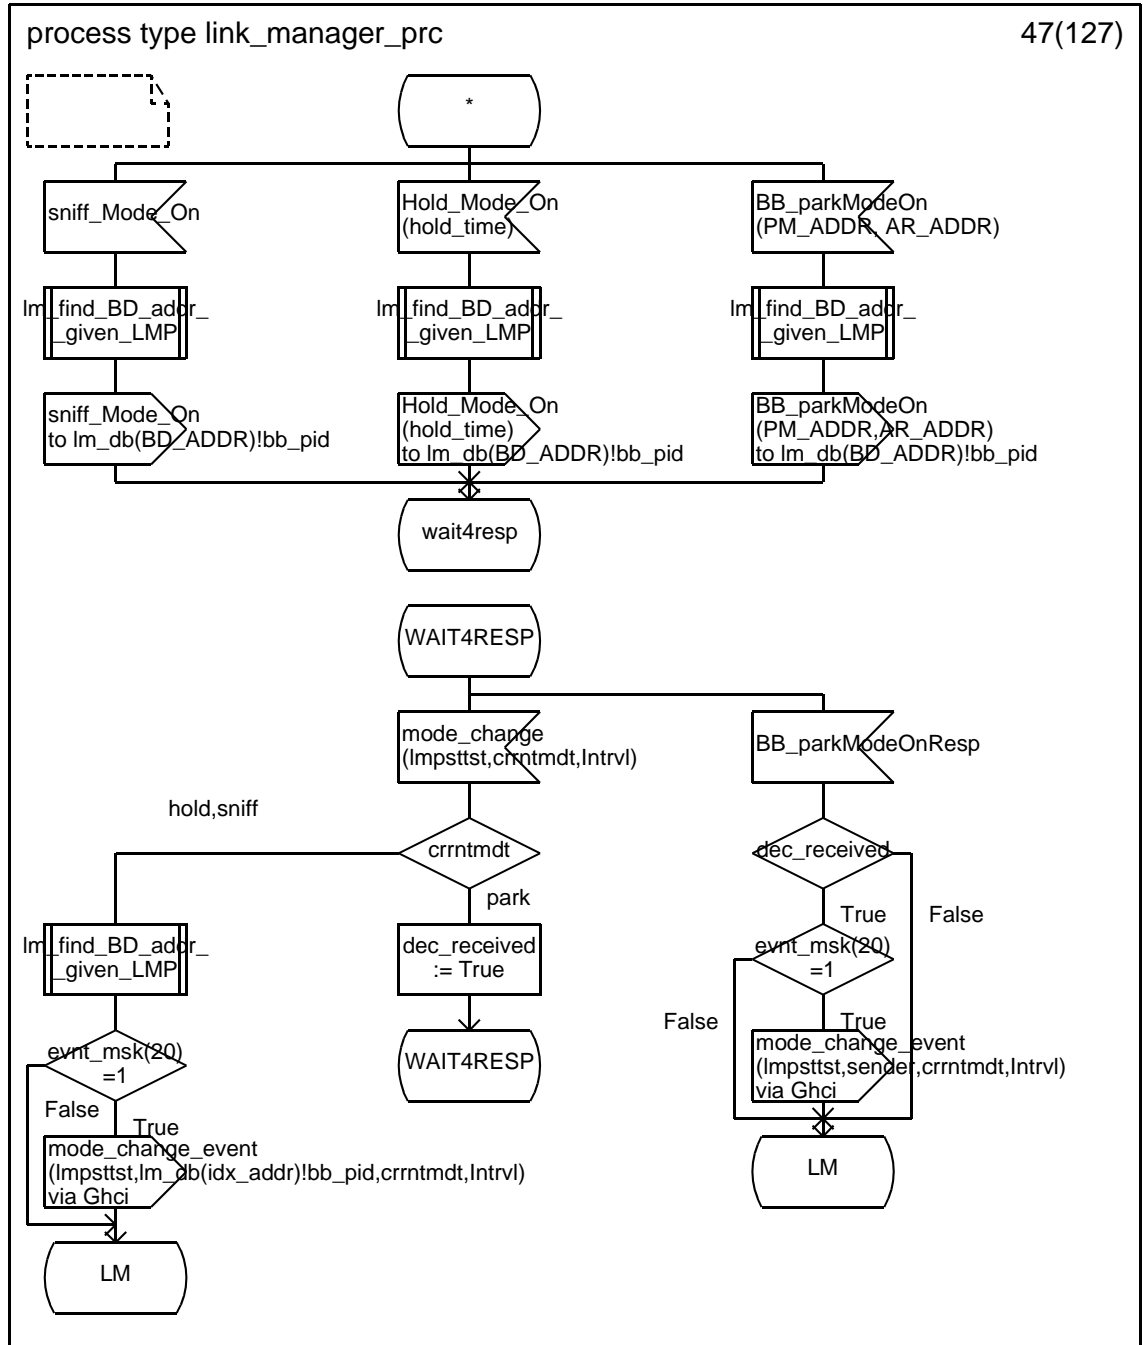 process type link_manager_prc
47(127)
*
sniff_Mode_On
Hold_Mode_On
(hold_time)
BB_parkModeOn
(PM_ADDR, AR_ADDR)
lm_find_BD_addr_
_given_LMP
lm_find_BD_addr_
_given_LMP
lm_find_BD_addr_
_given_LMP
sniff_Mode_On
to lm_db(BD_ADDR)!bb_pid
Hold_Mode_On
(hold_time)
to lm_db(BD_ADDR)!bb_pid
BB_parkModeOn
(PM_ADDR,AR_ADDR)
to lm_db(BD_ADDR)!bb_pid
wait4resp
WAIT4RESP
mode_change
(lmpsttst,crrntmdt,Intrvl)
BB_parkModeOnResp
hold,sniff
crrntmdt
dec_received
park
True
False
lm_find_BD_addr_
_given_LMP
dec_received
:= True
evnt_msk(20)
=1
False
True
evnt_msk(20)
=1
WAIT4RESP
mode_change_event
(lmpsttst,sender,crrntmdt,Intrvl)
via Ghci
False
True
mode_change_event
(lmpsttst,lm_db(idx_addr)!bb_pid,crrntmdt,Intrvl)
via Ghci
LM
LM